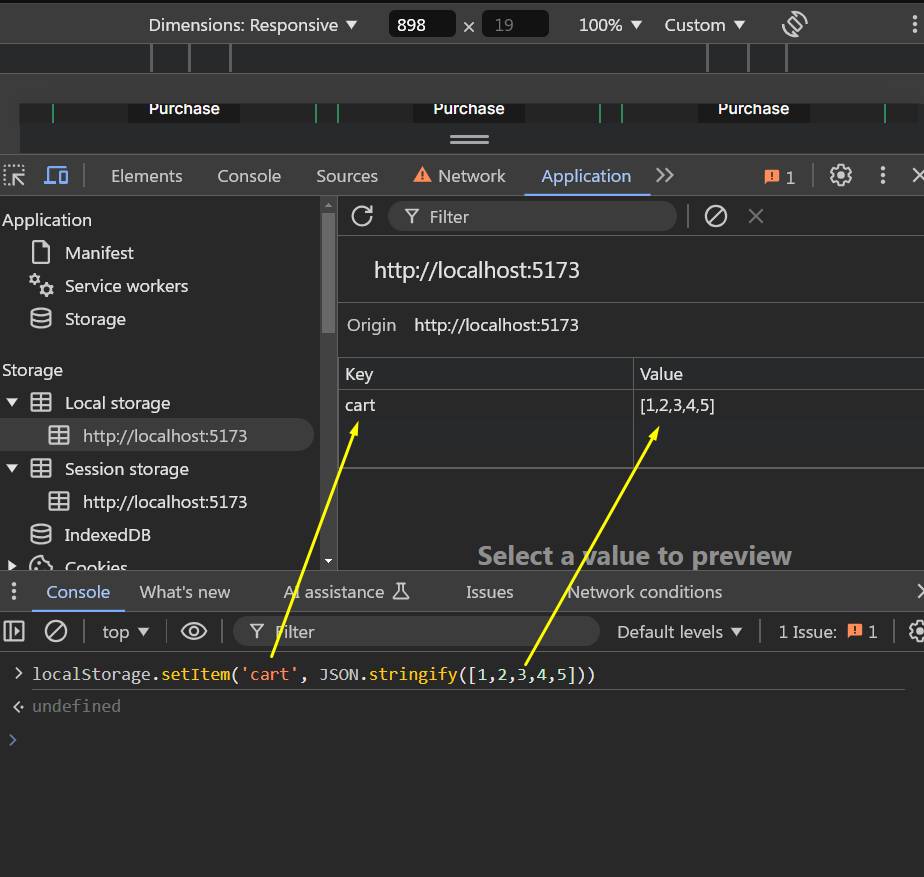 Dimensions: Responsive ▼ 898 × 19 100% ▼ Custom ▼
Purchase Purchase Purchase
Elements Console Sources Network Application 1
Application
Manifest
Service workers
Storage
Storage
Local storage
http://localhost:5173
Session storage
http://localhost:5173
IndexedDB
Cookies
Filter
http://localhost:5173
Origin http://localhost:5173
Key Value
cart [1,2,3,4,5]
Select a value to preview
Console What's new AI assistance Issues Network conditions
top ▼ Filter Default levels ▼ 1 Issue: 1
> localStorage.setItem('cart', JSON.stringify([1,2,3,4,5]))
undefined
>